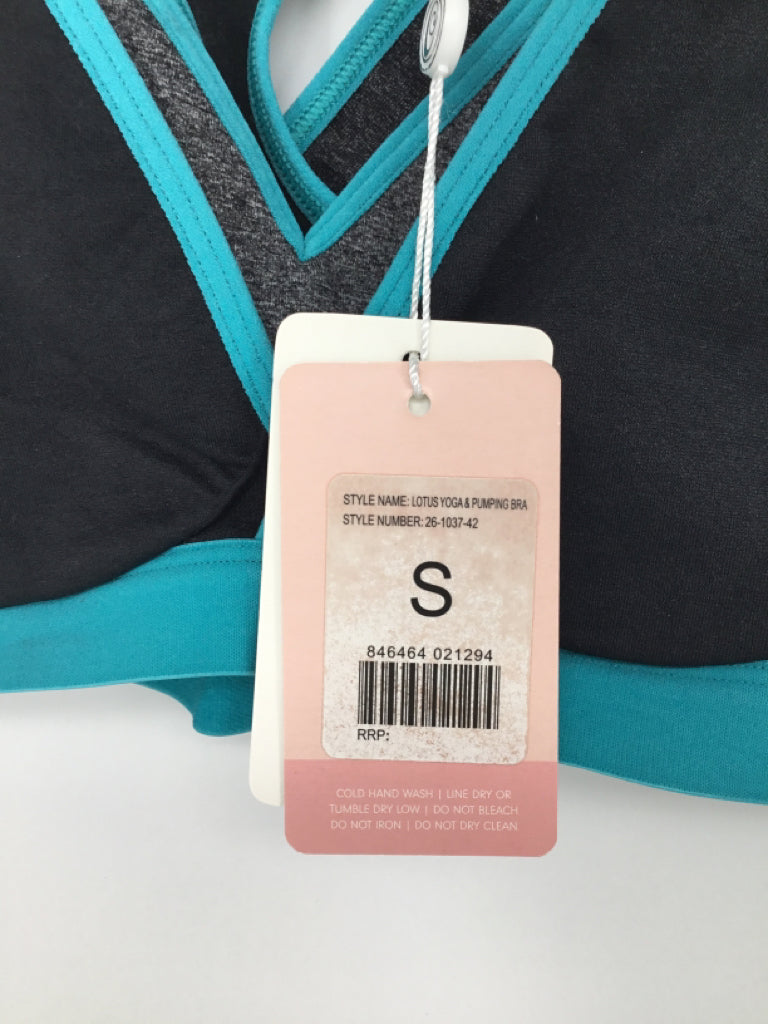 STYLE NAME: LOTUS YOGA & PUMPING BRA
STYLE NUMBER: 26-1037-42
S
846464 021294
RRP:
COLD HAND WASH | LINE DRY OR
TUMBLE DRY LOW | DO NOT BLEACH
DO NOT IRON | DO NOT DRY CLEAN